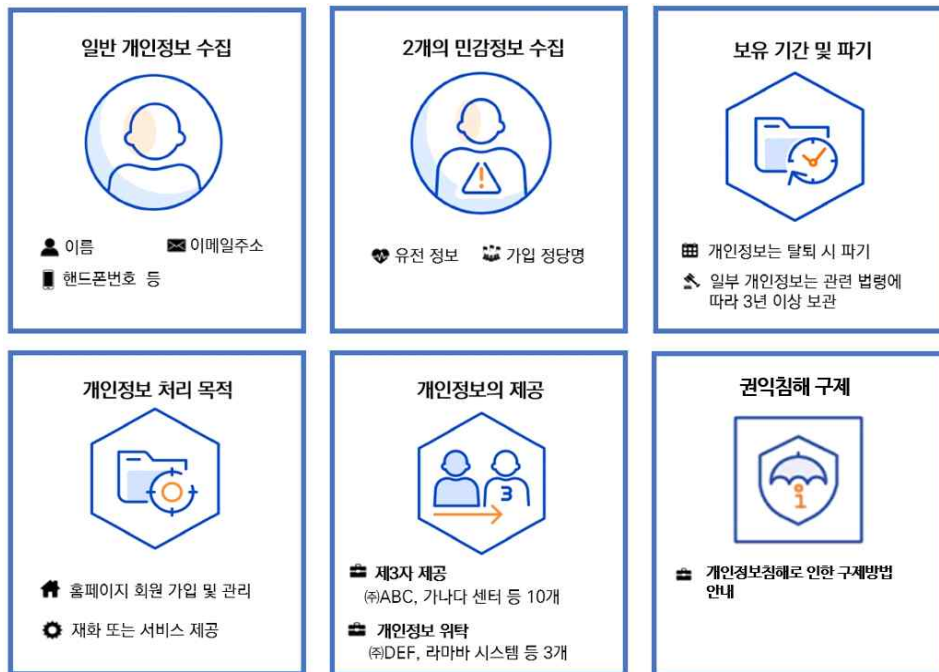 일반 개인정보 수집
이름
이메일주소
핸드폰번호 등
2개의 민감정보 수집
유전 정보
가입 정당명
보유 기간 및 파기
개인정보는 탈퇴 시 파기
일부 개인정보는 관련 법령에
따라 3년 이상 보관
개인정보 처리 목적
홈페이지 회원 가입 및 관리
재화 또는 서비스 제공
개인정보의 제공
3
제3자 제공
㈜ABC, 가나다 센터 등 10개
개인정보 위탁
㈜DEF, 라마바 시스템 등 3개
권익침해 구제
i
개인정보침해로 인한 구제방법
안내